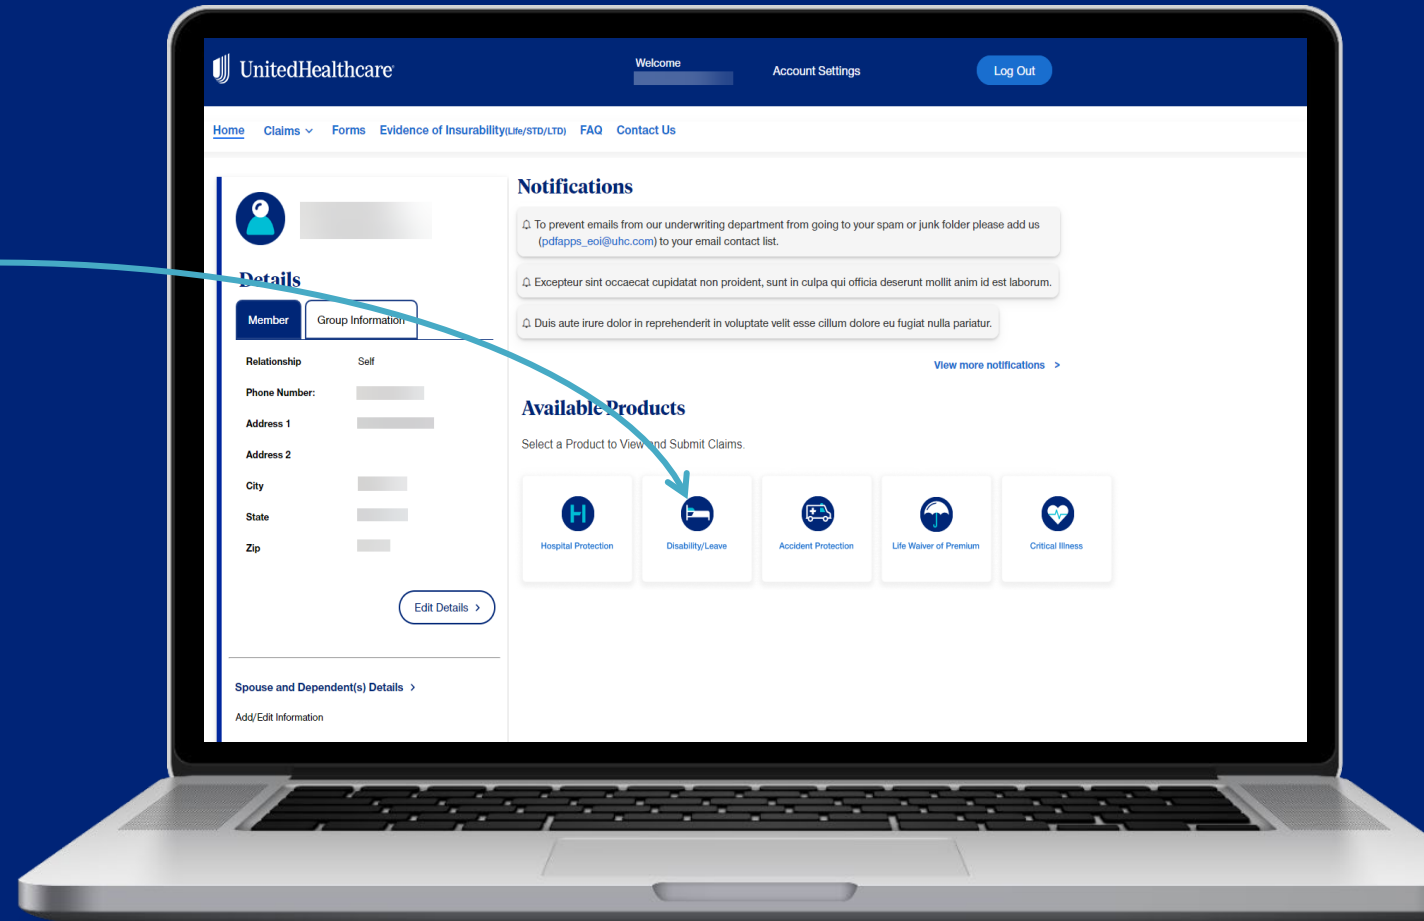 UnitedHealthcare
Welcome
Account Settings
Log Out
Home Claims Forms Evidence of Insurability(Life/STD/LTD) FAQ Contact Us
Details
Member Group Information
Relationship Self
Phone Number:
Address 1
Address 2
City
State
Zip
Edit Details >
Spouse and Dependent(s) Details >
Add/Edit Information
Notifications
To prevent emails from our underwriting department from going to your spam or junk folder please add us
(pdfapps_eoi@uhc.com) to your email contact list.
Excepteur sint occaecat cupidatat non proident, sunt in culpa qui officia deserunt mollit anim id est laborum.
Duis aute irure dolor in reprehenderit in voluptate velit esse cillum dolore eu fugiat nulla pariatur.
View more notifications >
Available Products
Select a Product to View and Submit Claims.
H
Hospital Protection
Disability/Leave
Accident Protection
Life Waiver of Premium
Critical Illness